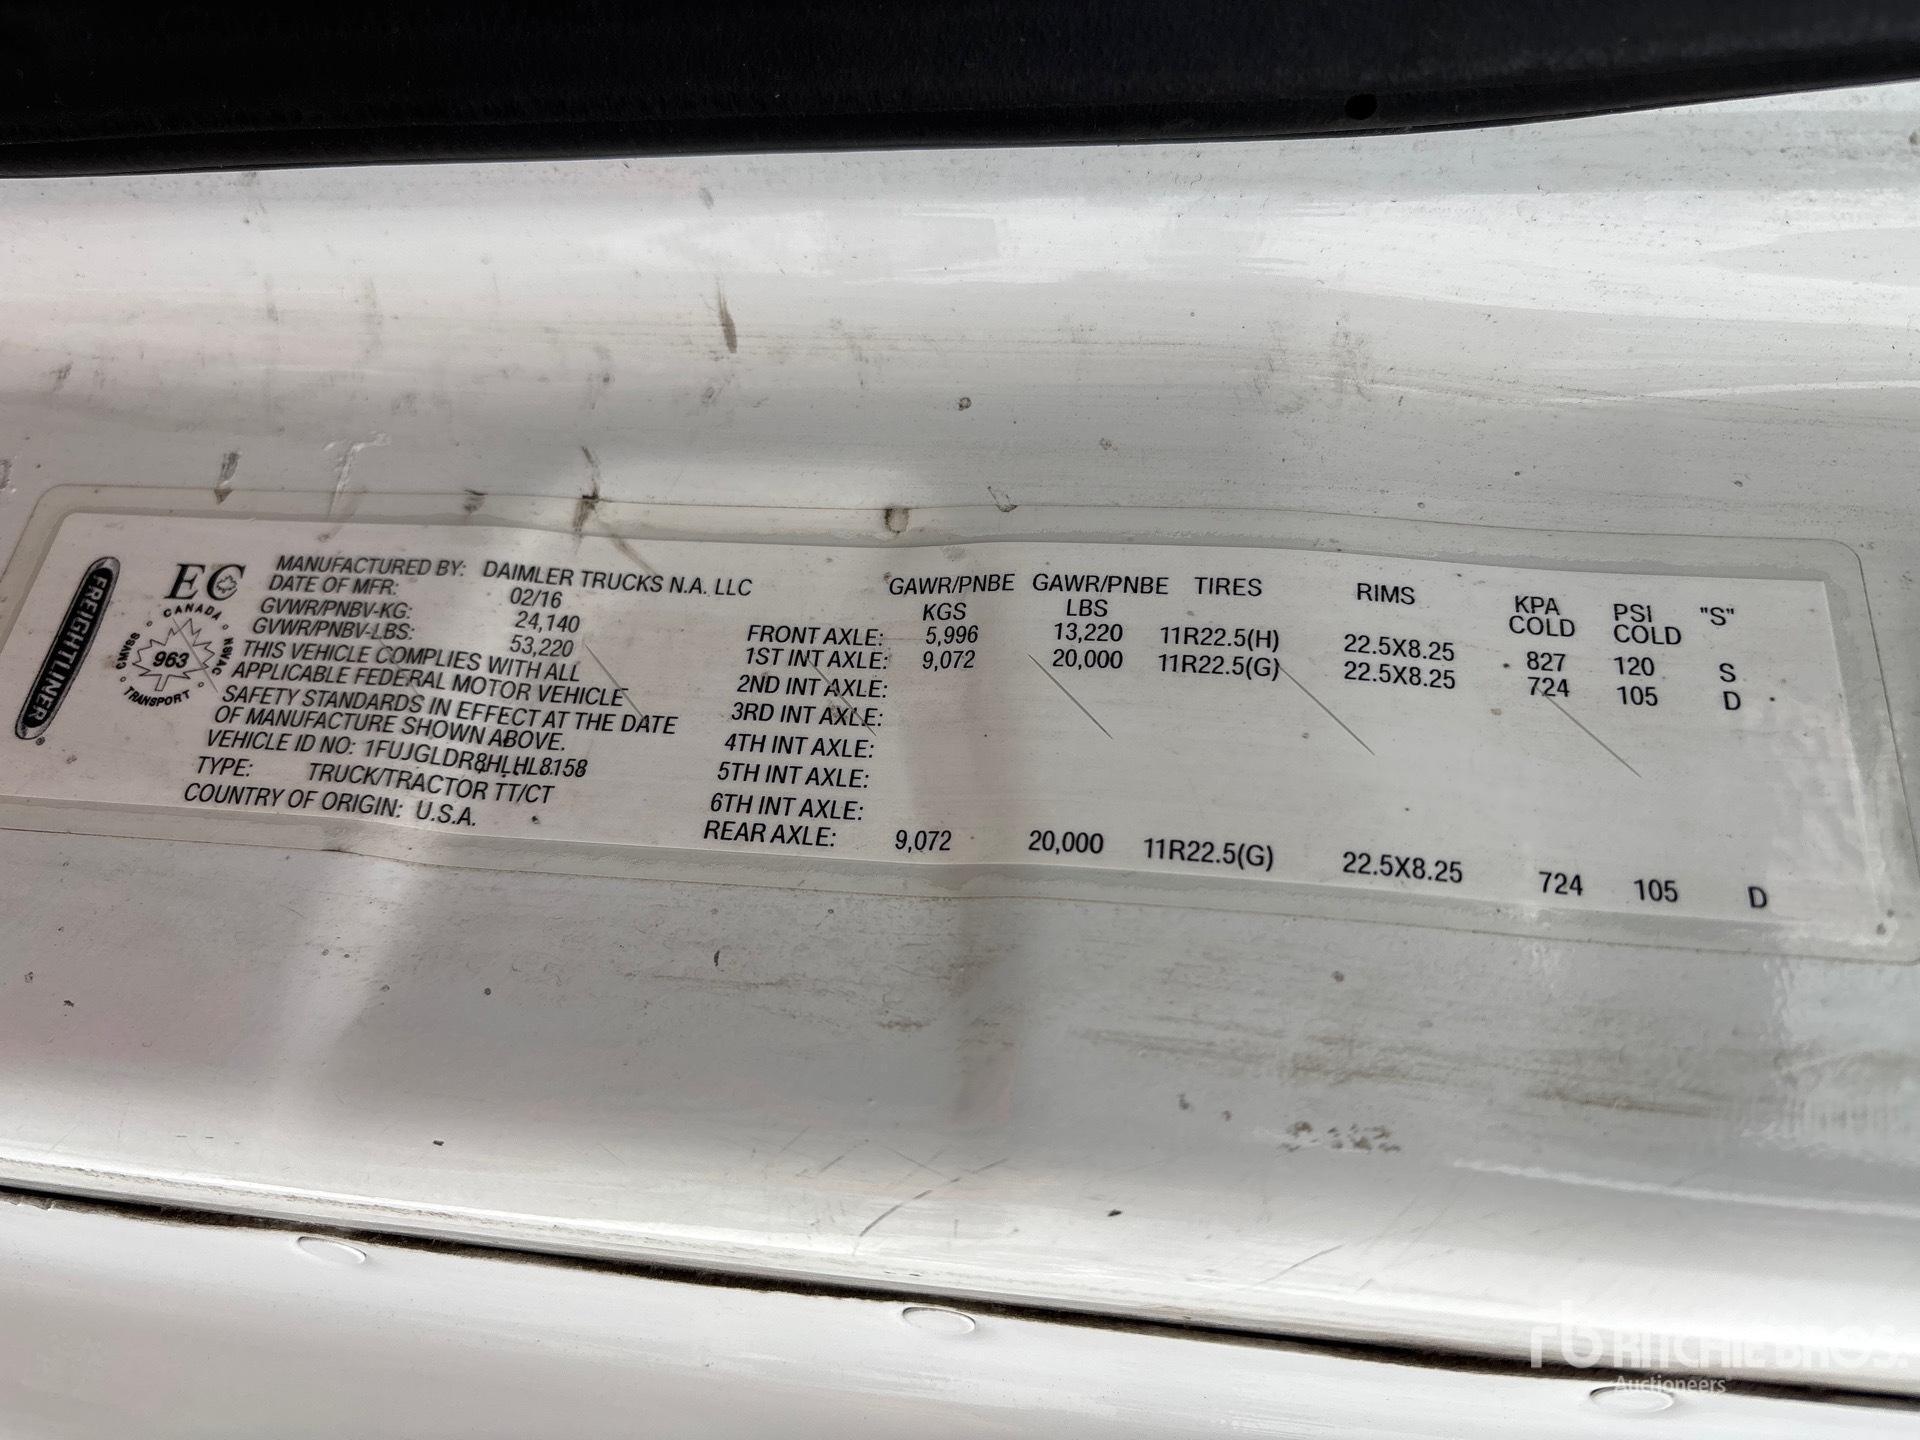 FREIGHTLINER
®
EC
CANADA
CMVSS
NSVAC
963
TRANSPORT
MANUFACTURED BY: DAIMLER TRUCKS N.A. LLC
DATE OF MFR: 02/16
GVWR/PNBV-KG: 24,140
GVWR/PNBV-LBS: 53,220
THIS VEHICLE COMPLIES WITH ALL
APPLICABLE FEDERAL MOTOR VEHICLE
SAFETY STANDARDS IN EFFECT AT THE DATE
OF MANUFACTURE SHOWN ABOVE.
VEHICLE ID NO: 1FUJGLDR8HLHL8158
TYPE: TRUCK/TRACTOR TT/CT
COUNTRY OF ORIGIN: U.S.A.
GAWR/PNBE KGS GAWR/PNBE LBS TIRES RIMS KPA COLD PSI COLD "S"
FRONT AXLE: 5,996 13,220 11R22.5(H) 22.5X8.25 827 120 S
1ST INT AXLE: 9,072 20,000 11R22.5(G) 22.5X8.25 724 105 D
2ND INT AXLE:
3RD INT AXLE:
4TH INT AXLE:
5TH INT AXLE:
6TH INT AXLE:
REAR AXLE: 9,072 20,000 11R22.5(G) 22.5X8.25 724 105 D
rb RITCHIE BROS.
Auctioneers